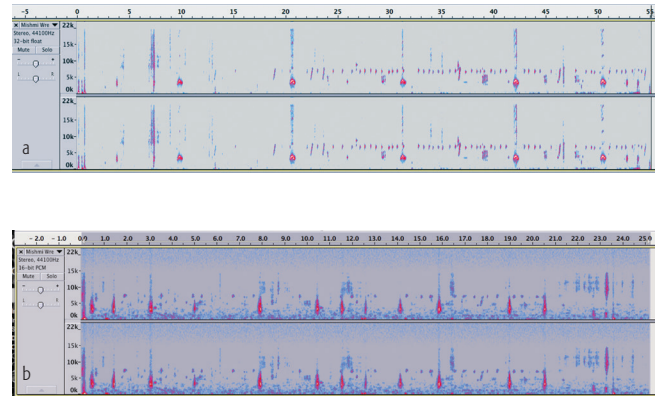 -5 0 5 10 15 20 25 30 35 40 45 50 55
× Mishmi Wre ▼ 22k
Stereo, 44100Hz
32-bit float 15k
Mute Solo 10k
- +
5k
L S
0k
22k
15k
10k
a 5k
0k
- 2.0 - 1.0 0.0 1.0 2.0 3.0 4.0 5.0 6.0 7.0 8.0 9.0 10.0 11.0 12.0 13.0 14.0 15.0 16.0 17.0 18.0 19.0 20.0 21.0 22.0 23.0 24.0 25.0
× Mishmi Wre ▼ 22k
Stereo, 44100Hz
16-bit PCM 15k
Mute Solo
- + 10k
L 5k
0k
22k
15k
10k
b 5k
0k